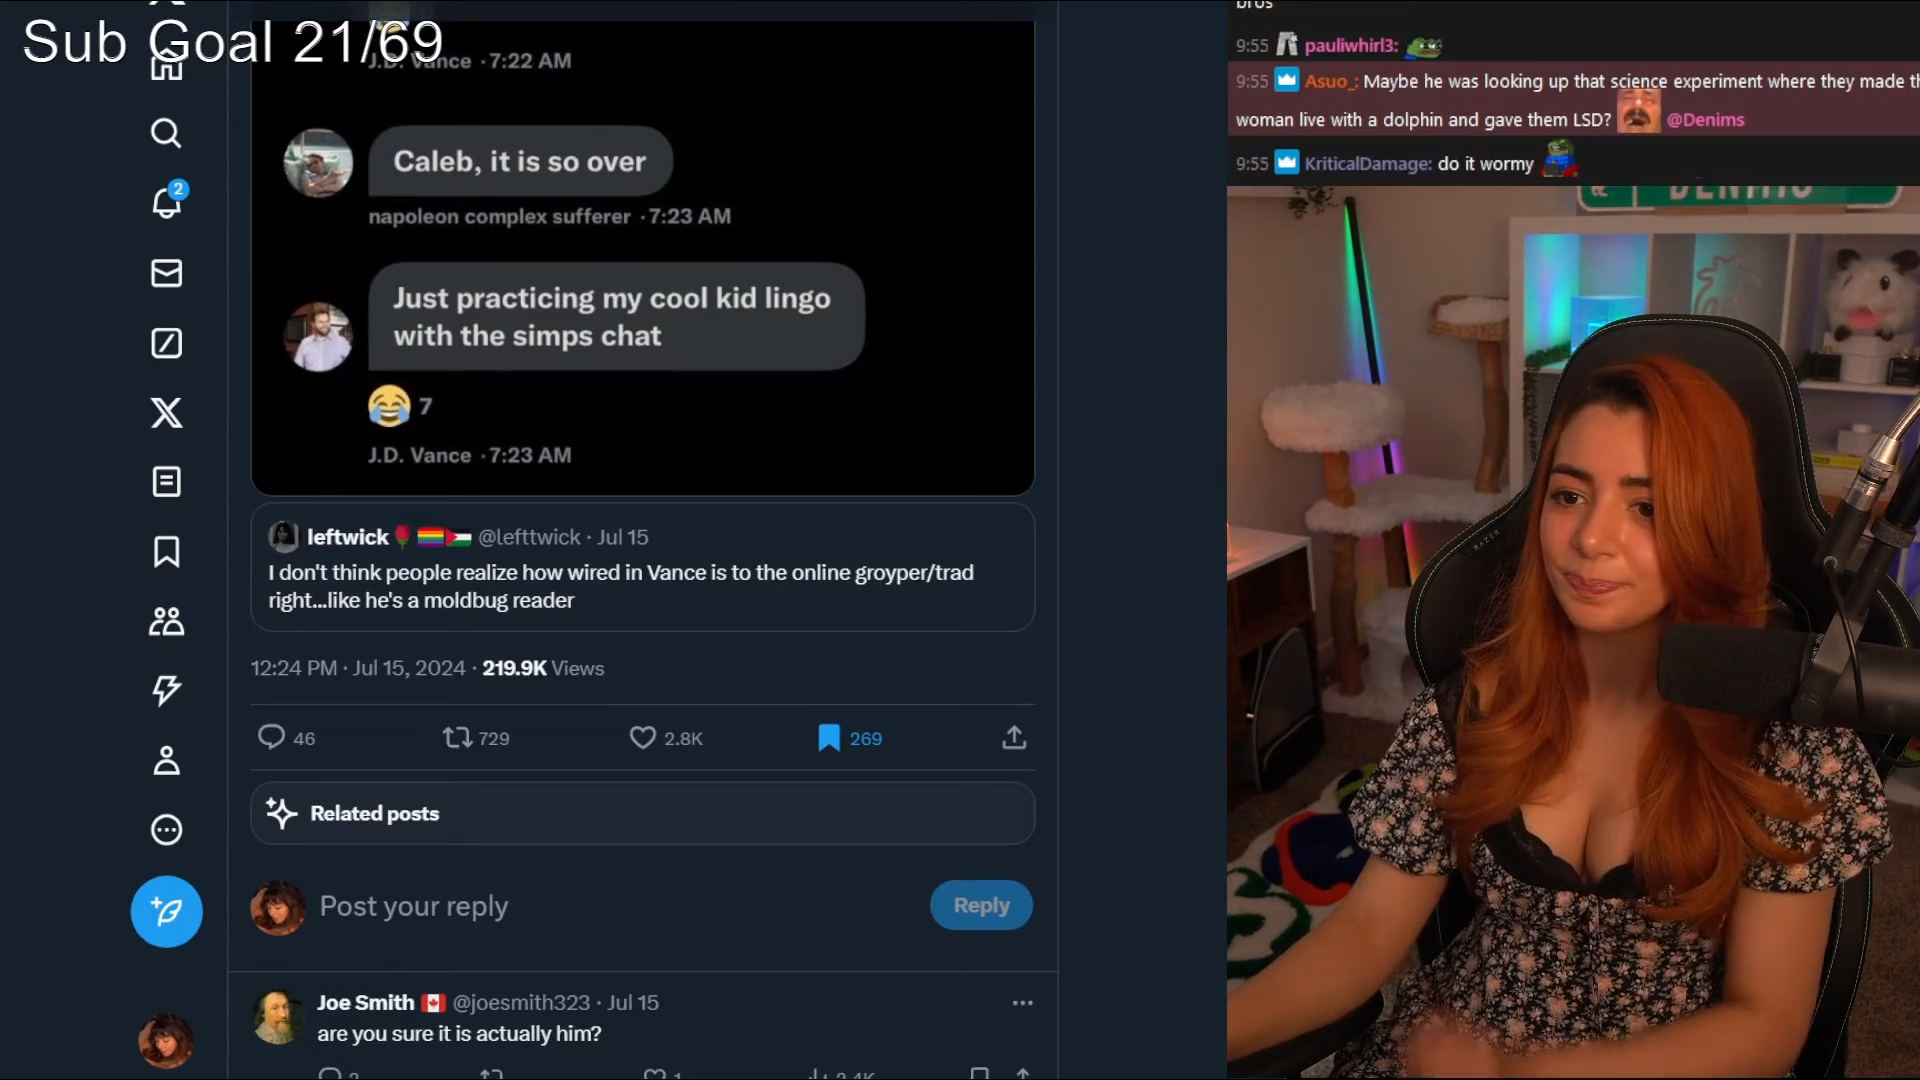 Sub Goal 21/69
J.D. Vance · 7:22 AM
Caleb, it is so over
napoleon complex sufferer · 7:23 AM
Just practicing my cool kid lingo
with the simps chat
7
J.D. Vance · 7:23 AM
leftwick @lefttwick · Jul 15
I don't think people realize how wired in Vance is to the online groyper/trad
right...like he's a moldbug reader
12:24 PM · Jul 15, 2024 · 219.9K Views
46 729 2.8K 269
Related posts
Post your reply
Reply
Joe Smith @joesmith323 · Jul 15
are you sure it is actually him?
2
bros
9:55 pauliwhirl3:
9:55 Asuo_: Maybe he was looking up that science experiment where they made
woman live with a dolphin and gave them LSD? @Denims
9:55 KriticalDamage: do it wormy
DENIMS
RAZER